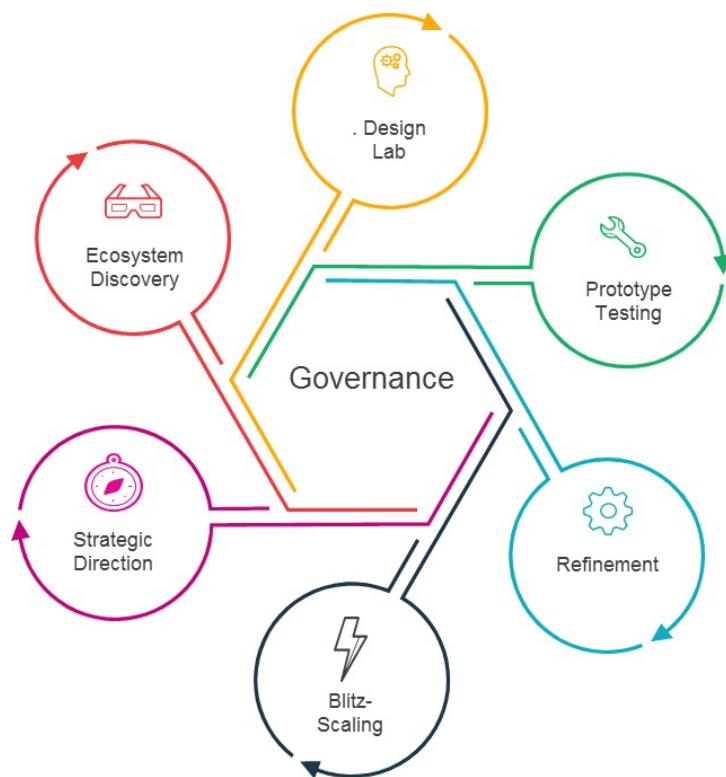 . Design
Lab
Ecosystem
Discovery
Prototype
Testing
Governance
Strategic
Direction
Refinement
Blitz-
Scaling